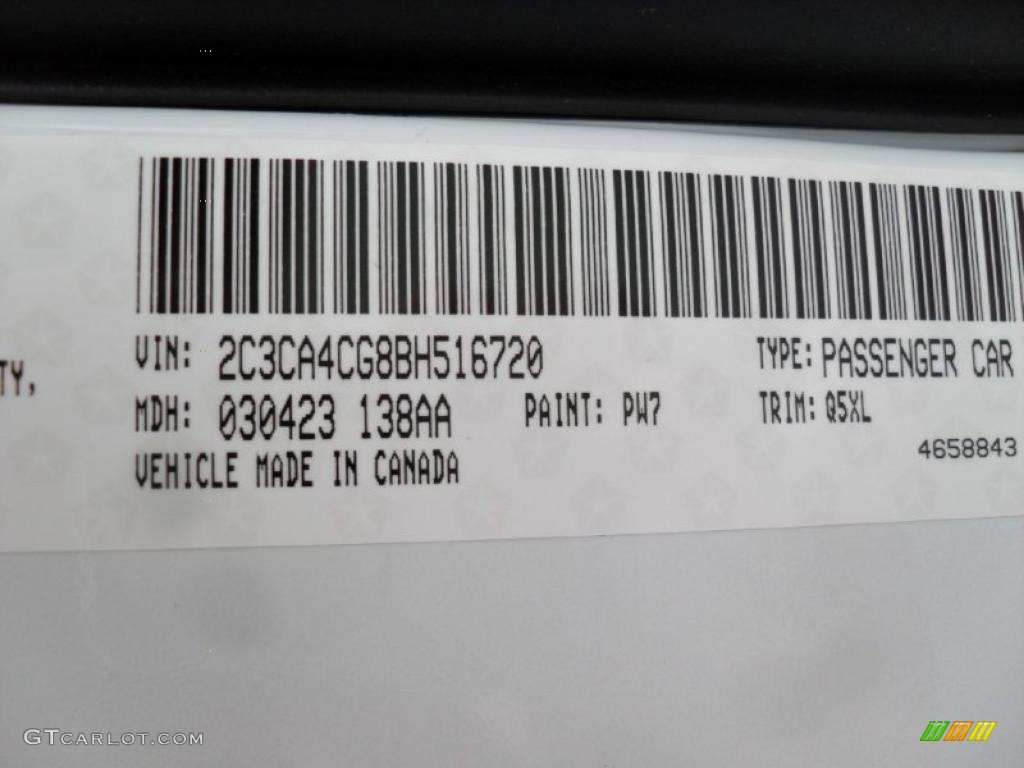 VIN: 2C3CA4CG8BH516720 TYPE: PASSENGER CAR
TY,
MDH: 030423 138AA PAINT: PW7 TRIM: Q5XL
4658843
VEHICLE MADE IN CANADA
GTCARLOT.COM